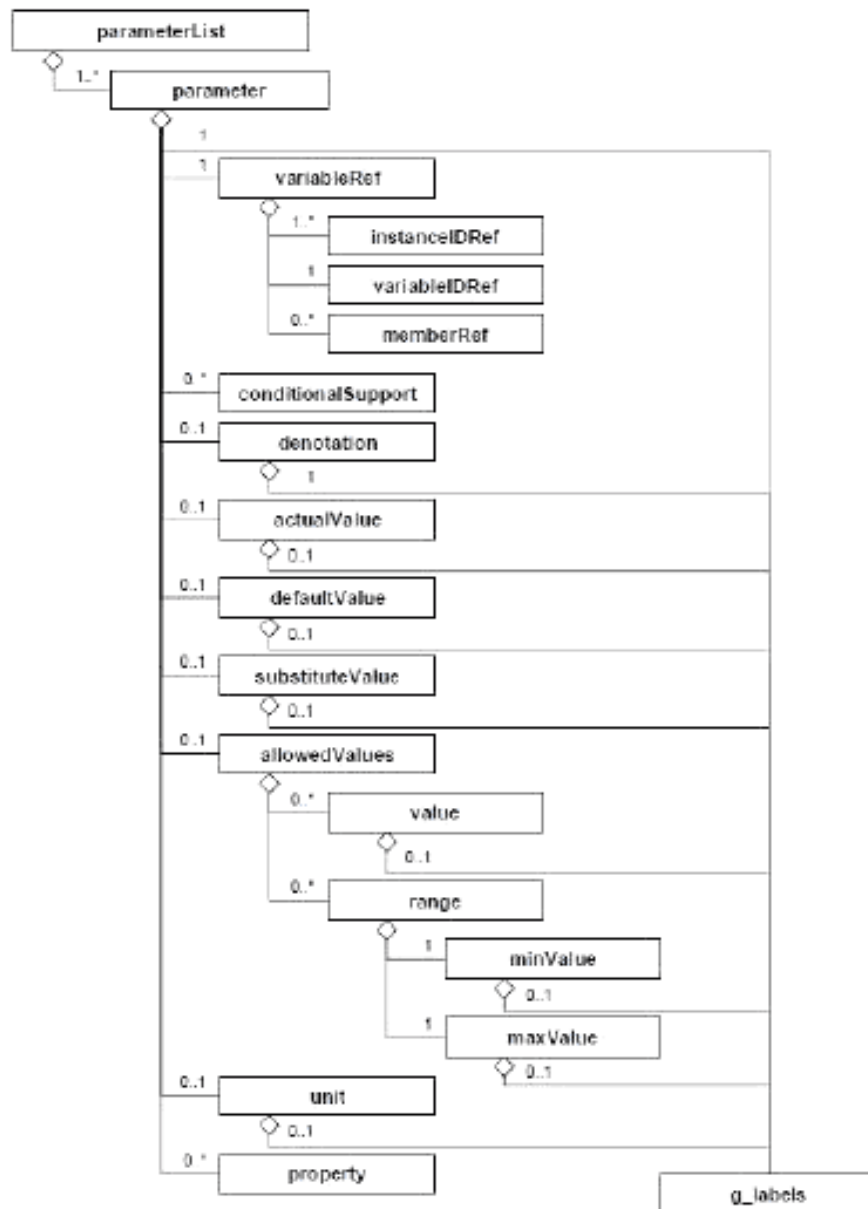 parameterList
1..*
parameter
1
1
variableRef
1..*
instanceIDRef
1
variableIDRef
0..*
memberRef
0..*
conditionalSupport
0..1
denotation
1
0..1
actualValue
0..1
0..1
defaultValue
0..1
0..1
substituteValue
0..1
0..1
allowedValues
0..*
value
0..1
0..*
range
1
minValue
0..1
1
maxValue
0..1
0..1
unit
0..1
0..*
property
g_labels